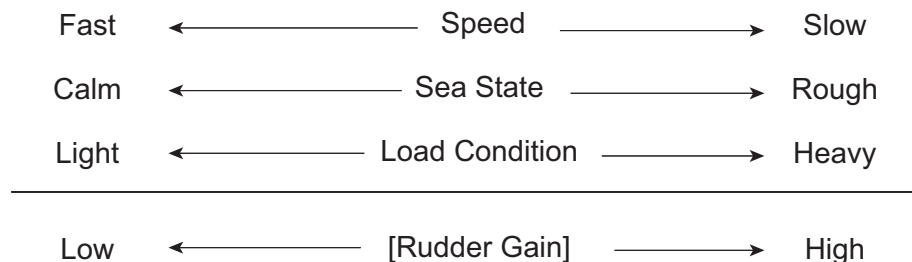 Fast Speed Slow
Calm Sea State Rough
Light Load Condition Heavy
Low [Rudder Gain] High